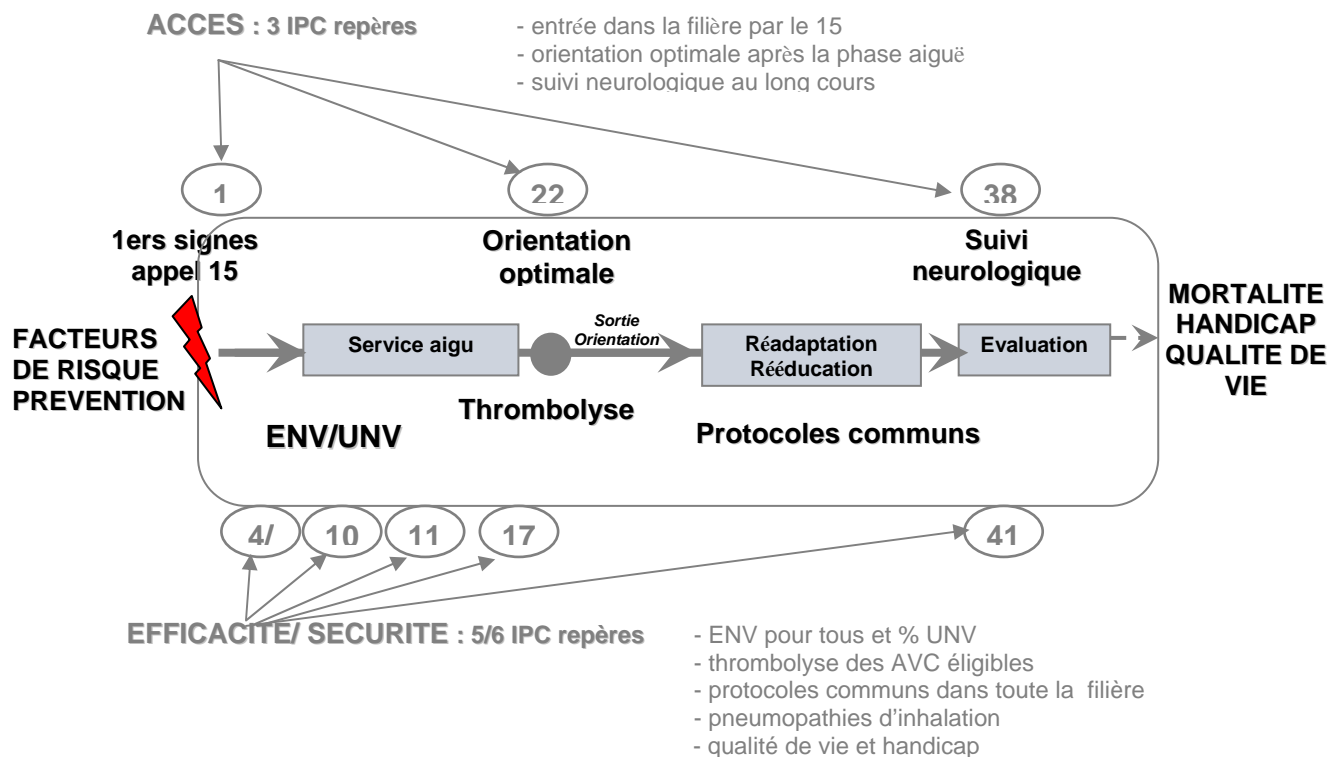 ACCES : 3 IPC repères
- entrée dans la filière par le 15
- orientation optimale après la phase aiguë
- suivi neurologique au long cours
1
22
38
1ers signes
appel 15
Orientation
optimale
Suivi
neurologique
FACTEURS
DE RISQUE
PREVENTION
Service aigu
Sortie
Orientation
Réadaptation
Rééducation
Evaluation
MORTALITE
HANDICAP
QUALITE DE
VIE
Thrombolyse
ENV/UNV
Protocoles communs
4/
10
11
17
41
EFFICACITE/ SECURITE : 5/6 IPC repères
- ENV pour tous et % UNV
- thrombolyse des AVC éligibles
- protocoles communs dans toute la filière
- pneumopathies d'inhalation
- qualité de vie et handicap